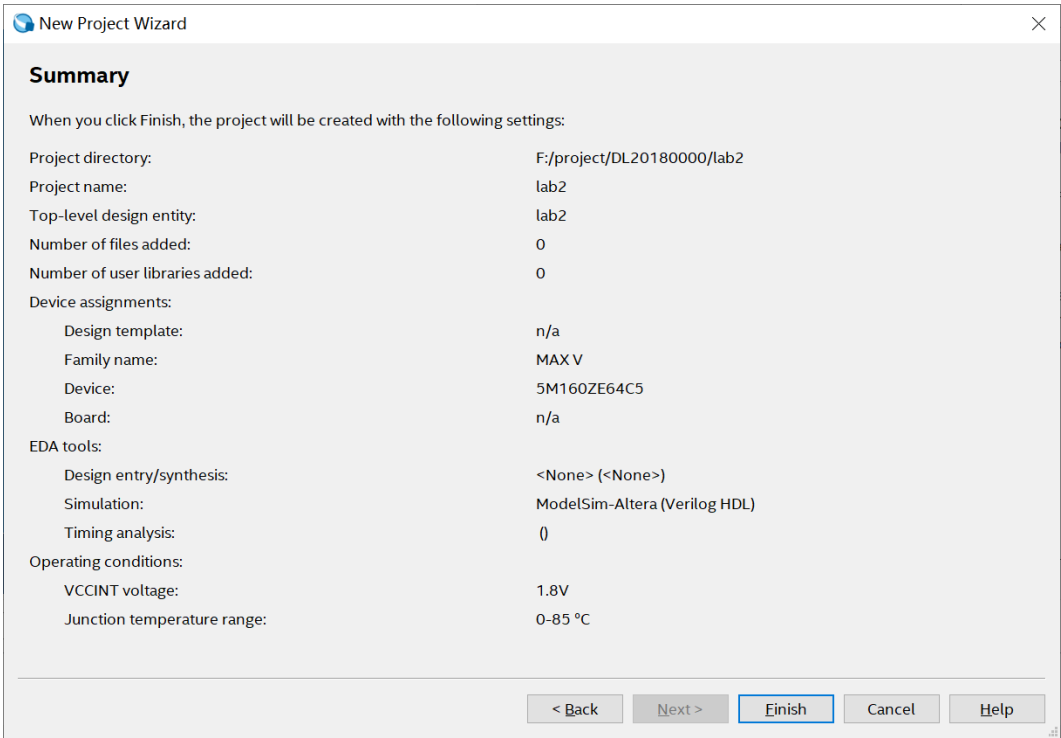 New Project Wizard
Summary
When you click Finish, the project will be created with the following settings:
Project directory: F:/project/DL20180000/lab2
Project name: lab2
Top-level design entity: lab2
Number of files added: 0
Number of user libraries added: 0
Device assignments:
Design template: n/a
Family name: MAX V
Device: 5M160ZE64C5
Board: n/a
EDA tools:
Design entry/synthesis: <None> (<None>)
Simulation: ModelSim-Altera (Verilog HDL)
Timing analysis: ()
Operating conditions:
VCCINT voltage: 1.8V
Junction temperature range: 0-85 ºC
< Back Next > Finish Cancel Help